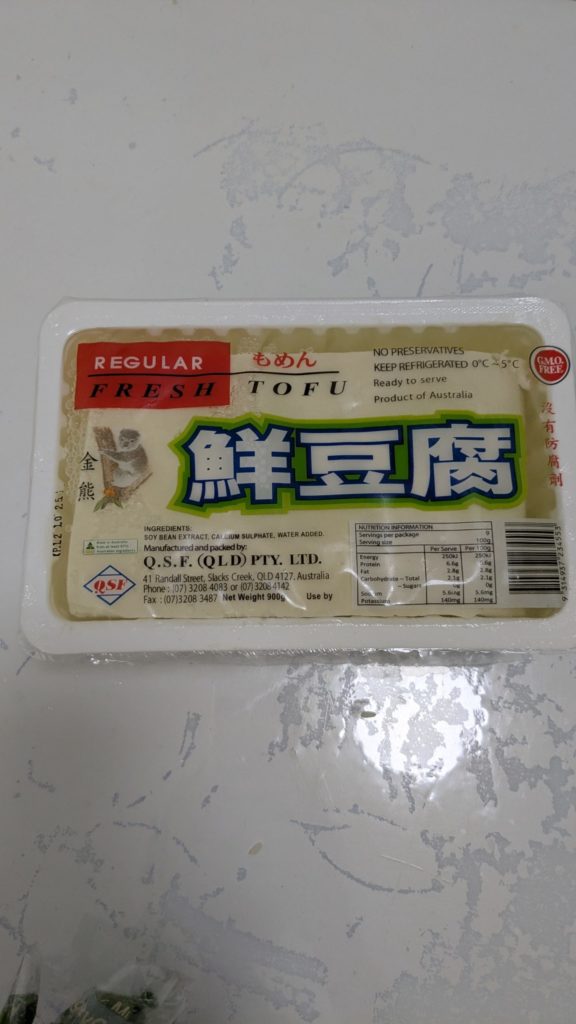 REGULAR
もめん
FRESH TOFU
NO PRESERVATIVES
KEEP REFRIGERATED 0°C ~ 5°C
Ready to serve
Product of Australia
G.M.O.
FREE
沒有防腐劑
鮮豆腐
金熊
INGREDIENTS:
SOY BEAN EXTRACT, CALCIUM SULPHATE, WATER ADDED.
Manufactured and packed by:
Q.S.F. (QLD) PTY. LTD.
41 Randall Street, Slacks Creek, QLD 4127, Australia
Phone : (07) 3208 4083 or (07) 3208 4142
Fax : (07) 3208 3487 Net Weight 900g Use by
QSF
NUTRITION INFORMATION
Servings per package 9
Serving size 100g
Per Serve Per 100g
Energy 250kJ 250kJ
Protein 6.6g 6.6g
Fat 2.8g 2.8g
Carbohydrate – Total 2.1g 2.1g
– Sugars 0g 0g
Sodium 5.6mg 5.6mg
Potassium 140mg 140mg